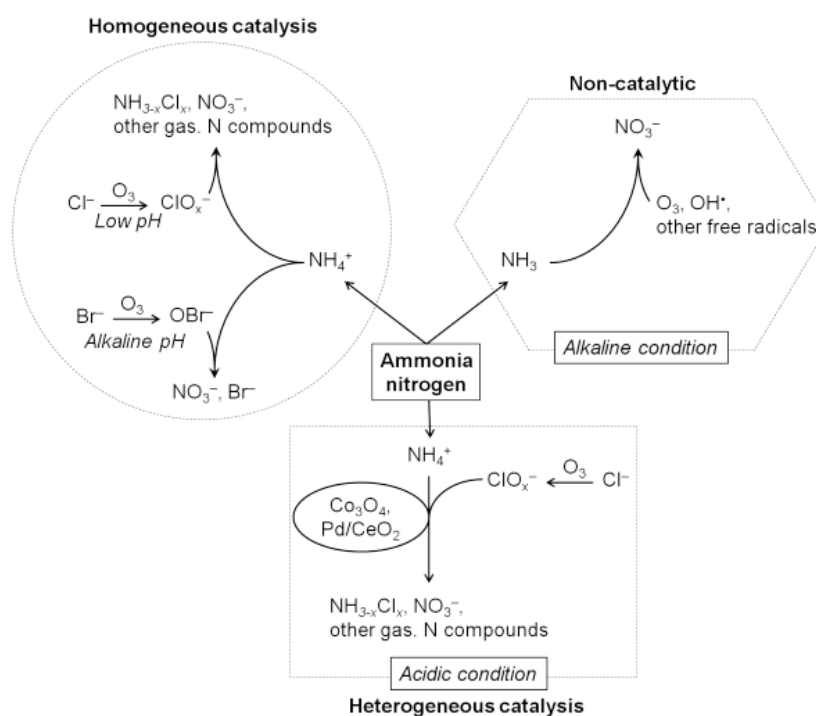 Homogeneous catalysis
NH₃₋ₓClₓ, NO₃⁻,
other gas. N compounds
Cl⁻ O₃ ClOₓ⁻
Low pH
NH₄⁺
Br⁻ O₃ OBr⁻
Alkaline pH
NO₃⁻, Br⁻
Non-catalytic
NO₃⁻
O₃, OH•,
other free radicals
NH₃
Alkaline condition
Ammonia
nitrogen
NH₄⁺
ClOₓ⁻ O₃ Cl⁻
Co₃O₄,
Pd/CeO₂
NH₃₋ₓClₓ, NO₃⁻,
other gas. N compounds
Acidic condition
Heterogeneous catalysis